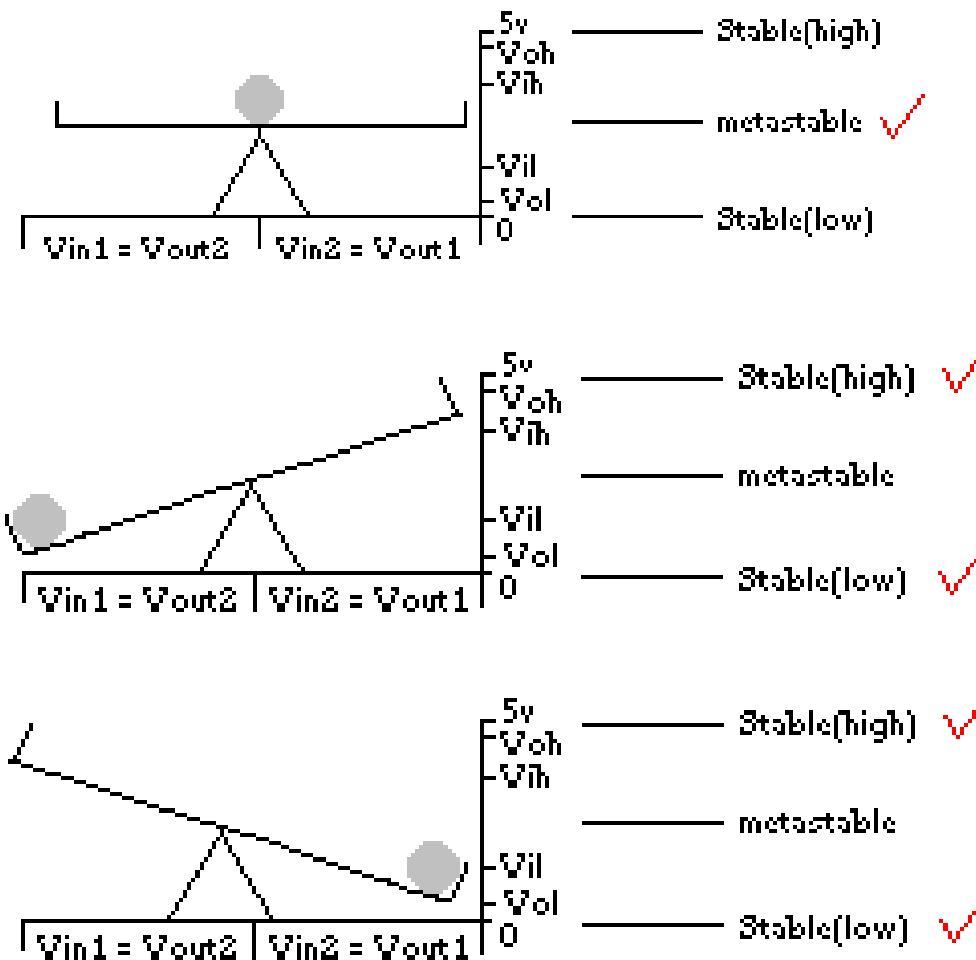 5v
Stable(high)
Voh
Vih
metastable
Vil
Vol
Stable(low)
0
Vin1 = Vout2
Vin2 = Vout1
5v
Stable(high)
Voh
Vih
metastable
Vil
Vol
Stable(low)
0
Vin1 = Vout2
Vin2 = Vout1
5v
Stable(high)
Voh
Vih
metastable
Vil
Vol
Stable(low)
0
Vin1 = Vout2
Vin2 = Vout1